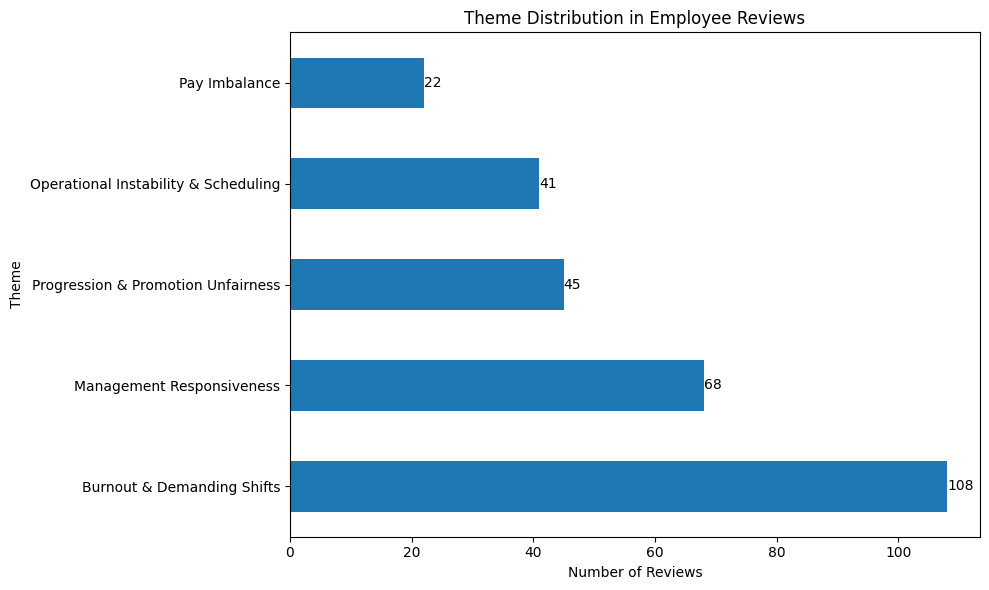 Theme Distribution in Employee Reviews
Theme
Pay Imbalance
22
Operational Instability & Scheduling
41
Progression & Promotion Unfairness
45
Management Responsiveness
68
Burnout & Demanding Shifts
108
0 20 40 60 80 100
Number of Reviews